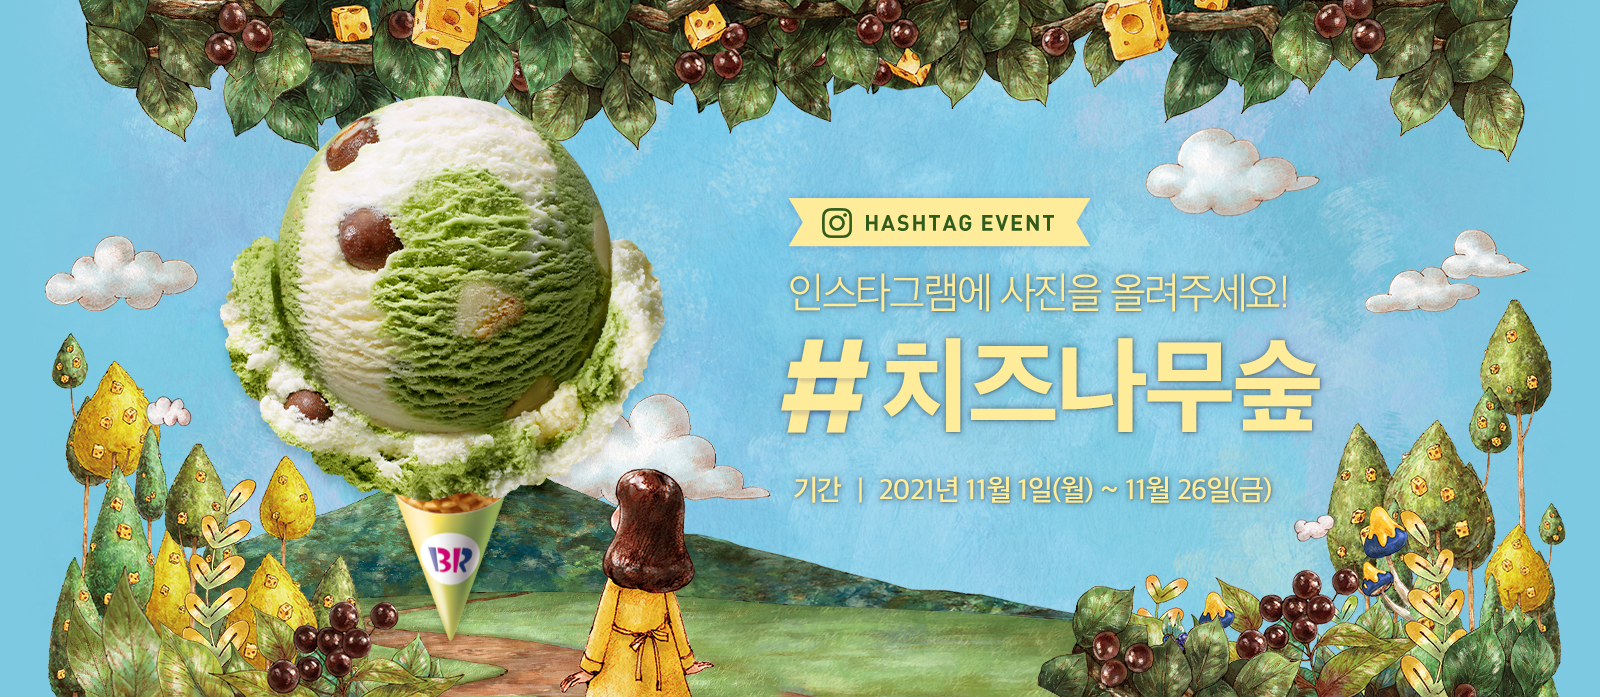 HASHTAG EVENT
인스타그램에 사진을 올려주세요!
#치즈나무숲
기간 | 2021년 11월 1일(월) ~ 11월 26일(금)
BR